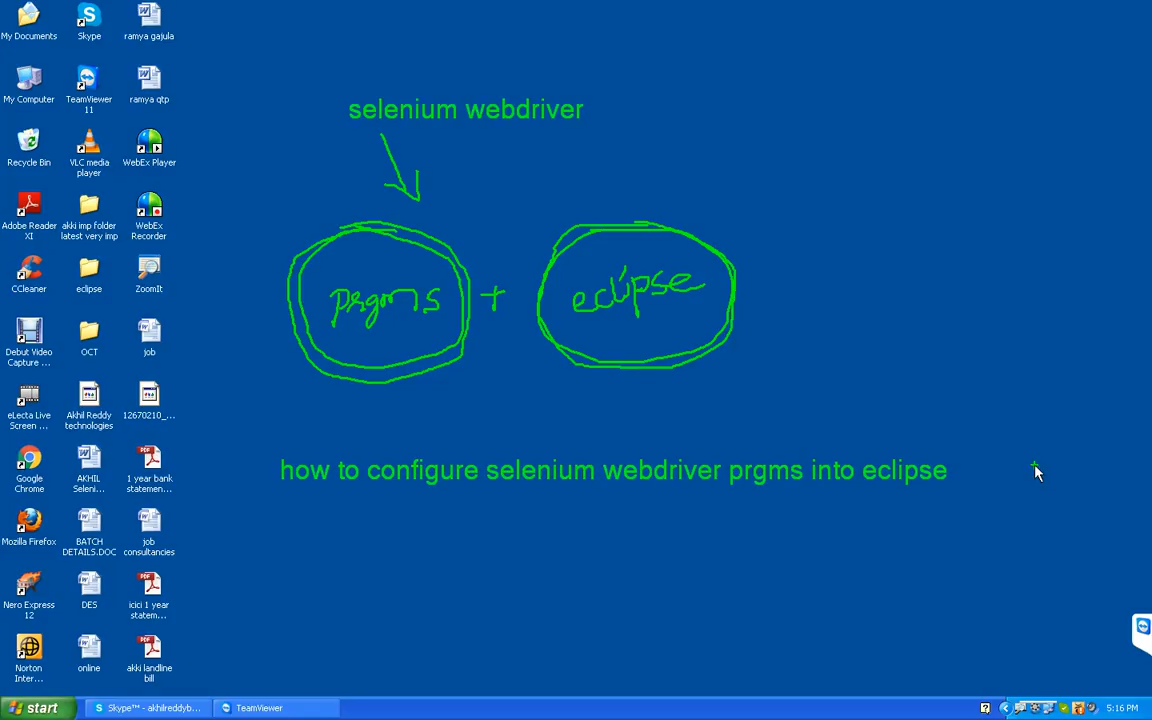 My Documents
Skype
ramya gajula
My Computer
TeamViewer
11
ramya qtp
Recycle Bin
VLC media
player
WebEx Player
Adobe Reader
XI
akki imp folder
latest very imp
WebEx
Recorder
CCleaner
eclipse
ZoomIt
Debut Video
Capture ...
OCT
job
eLecta Live
Screen ...
Akhil Reddy
technologies
12670210_...
Google
Chrome
AKHIL
Seleni...
1 year bank
statemen...
Mozilla Firefox
BATCH
DETAILS.DOC
job
consultancies
Nero Express
12
DES
icici 1 year
statem...
Norton
Inter...
online
akki landline
bill
selenium webdriver
prgms + eclipse
how to configure selenium webdriver prgms into eclipse
start
Skype™ - akhilreddyb...
TeamViewer
5:16 PM